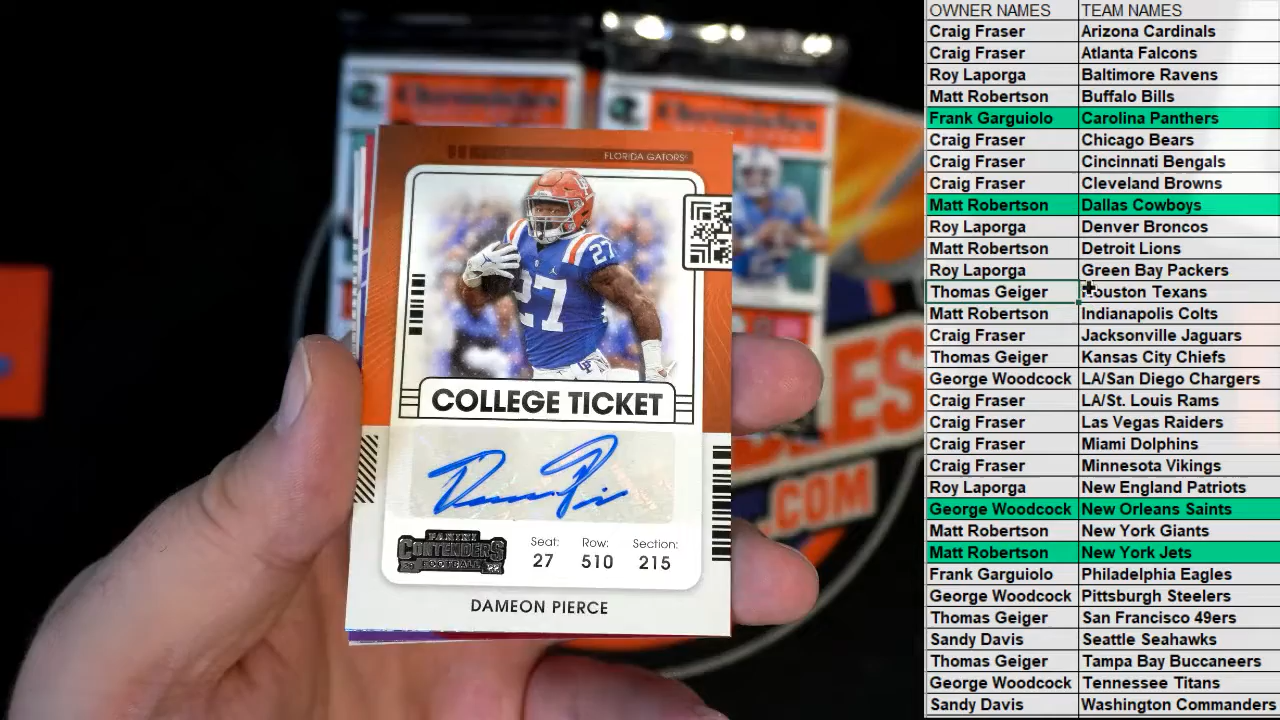 Chronicles
Chronicles
FLORIDA GATORS
27
27
COLLEGE TICKET
PANINI
CONTENDERS
FOOTBALL
Seat: Row: Section:
27 510 215
DAMEON PIERCE
.COM
OWNER NAMES TEAM NAMES
Craig Fraser Arizona Cardinals
Craig Fraser Atlanta Falcons
Roy Laporga Baltimore Ravens
Matt Robertson Buffalo Bills
Frank Garguiolo Carolina Panthers
Craig Fraser Chicago Bears
Craig Fraser Cincinnati Bengals
Craig Fraser Cleveland Browns
Matt Robertson Dallas Cowboys
Roy Laporga Denver Broncos
Matt Robertson Detroit Lions
Roy Laporga Green Bay Packers
Thomas Geiger Houston Texans
Matt Robertson Indianapolis Colts
Craig Fraser Jacksonville Jaguars
Thomas Geiger Kansas City Chiefs
George Woodcock LA/San Diego Chargers
Craig Fraser LA/St. Louis Rams
Craig Fraser Las Vegas Raiders
Craig Fraser Miami Dolphins
Craig Fraser Minnesota Vikings
Roy Laporga New England Patriots
George Woodcock New Orleans Saints
Matt Robertson New York Giants
Matt Robertson New York Jets
Frank Garguiolo Philadelphia Eagles
George Woodcock Pittsburgh Steelers
Thomas Geiger San Francisco 49ers
Sandy Davis Seattle Seahawks
Thomas Geiger Tampa Bay Buccaneers
George Woodcock Tennessee Titans
Sandy Davis Washington Commanders